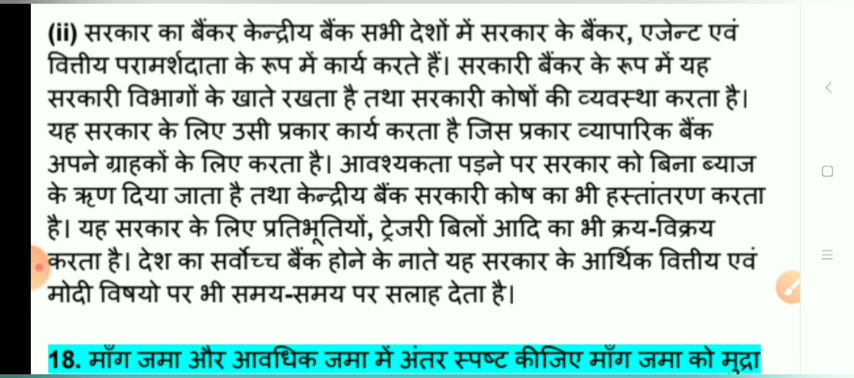 (ii) सरकार का बैंकर केन्द्रीय बैंक सभी देशों में सरकार के बैंकर, एजेन्ट एवं
वित्तीय परामर्शदाता के रूप में कार्य करते हैं। सरकारी बैंकर के रूप में यह
सरकारी विभागों के खाते रखता है तथा सरकारी कोषों की व्यवस्था करता है।
यह सरकार के लिए उसी प्रकार कार्य करता है जिस प्रकार व्यापारिक बैंक
अपने ग्राहकों के लिए करता है। आवश्यकता पड़ने पर सरकार को बिना ब्याज
के ऋण दिया जाता है तथा केन्द्रीय बैंक सरकारी कोष का भी हस्तांतरण करता
है। यह सरकार के लिए प्रतिभूतियों, ट्रेजरी बिलों आदि का भी क्रय-विक्रय
करता है। देश का सर्वोच्च बैंक होने के नाते यह सरकार के आर्थिक वित्तीय एवं
मोदी विषयो पर भी समय-समय पर सलाह देता है।
18. माँग जमा और आवधिक जमा में अंतर स्पष्ट कीजिए माँग जमा को मुद्रा